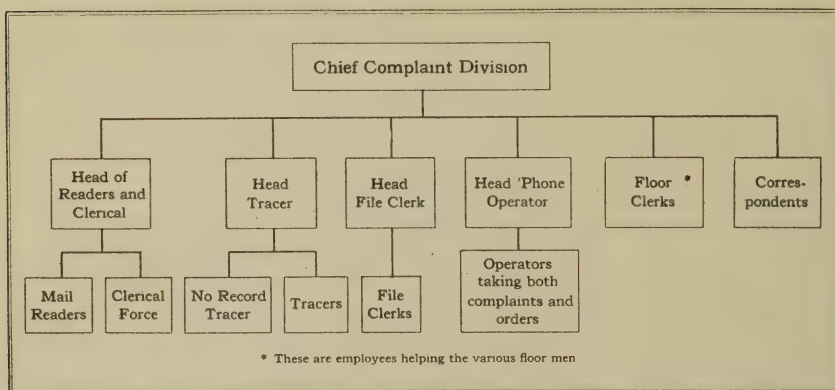 Chief Complaint Division
Head of
Readers and
Clerical
Head
Tracer
Head
File Clerk
Head 'Phone
Operator
Floor *
Clerks
Corres-
pondents
Mail
Readers
Clerical
Force
No Record
Tracer
Tracers
File
Clerks
Operators
taking both
complaints and
orders
* These are employees helping the various floor men